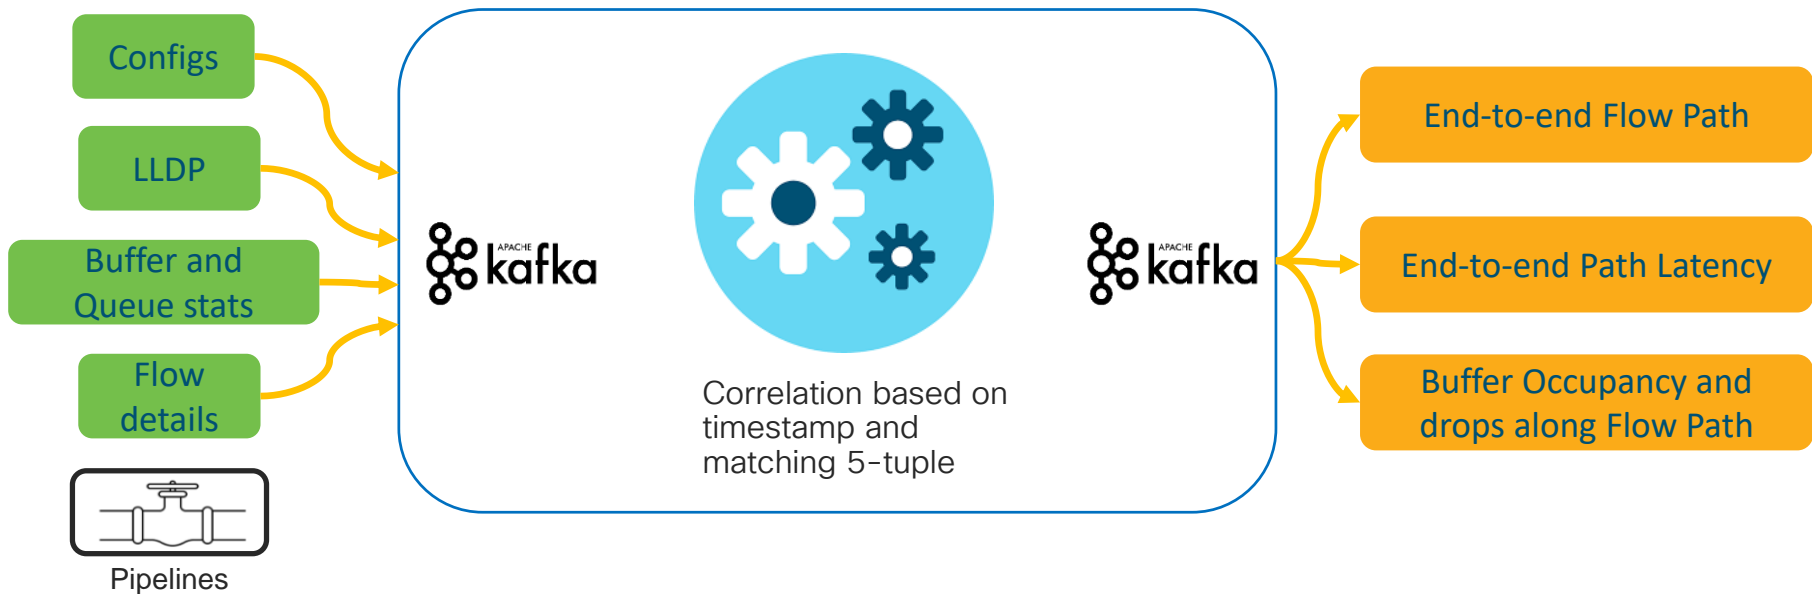 Configs
LLDP
Buffer and
Queue stats
Flow
details
Pipelines
APACHE
kafka
Correlation based on
timestamp and
matching 5-tuple
APACHE
kafka
End-to-end Flow Path
End-to-end Path Latency
Buffer Occupancy and
drops along Flow Path